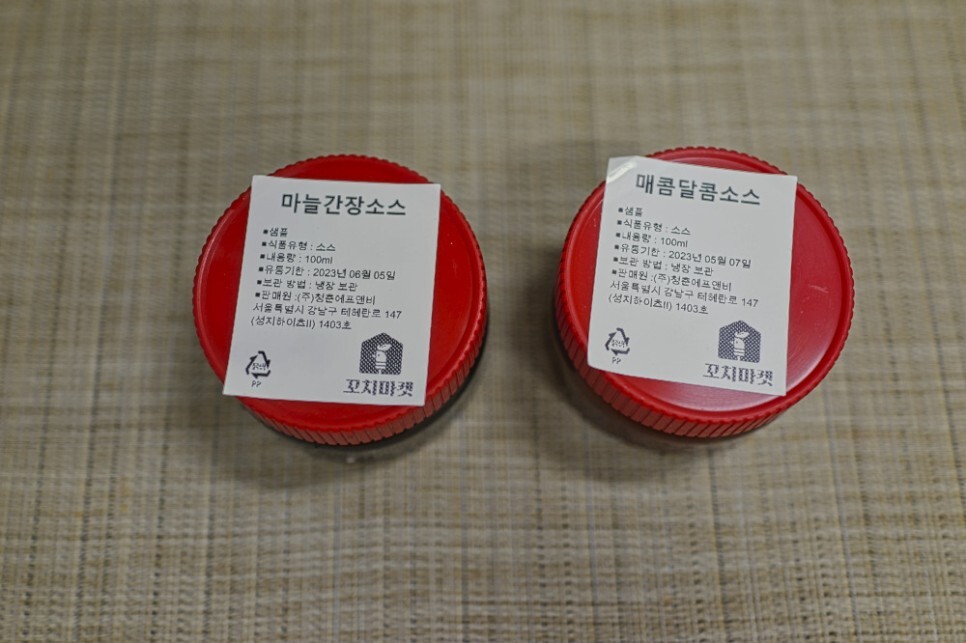 마늘간장소스
▪샘플
▪식품유형 : 소스
▪내용량 : 100ml
▪유통기한 : 2023년 06월 05일
▪보관 방법 : 냉장 보관
▪판매원 :(주)청춘에프앤비
서울특별시 강남구 테헤란로 147
(성지하이츠II) 1403호
PP
꼬치마켓
매콤달콤소스
▪샘플
▪식품유형 : 소스
▪내용량 : 100ml
▪유통기한 : 2023년 05월 07일
▪보관 방법 : 냉장 보관
▪판매원 :(주)청춘에프앤비
서울특별시 강남구 테헤란로 147
(성지하이츠II) 1403호
PP
꼬치마켓